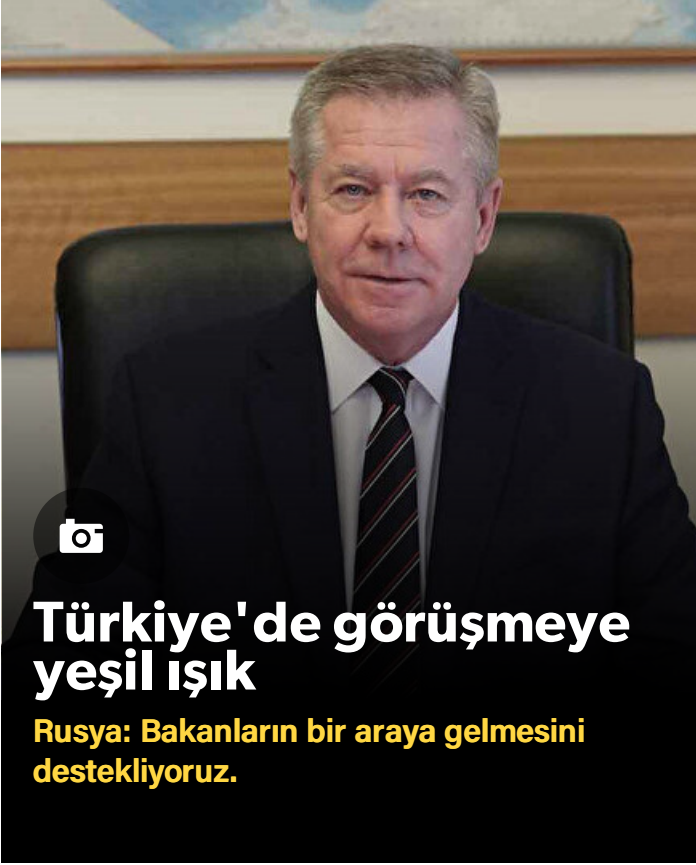 Türkiye'de görüşmeye
yeşil ışık
Rusya: Bakanların bir araya gelmesini
destekliyoruz.